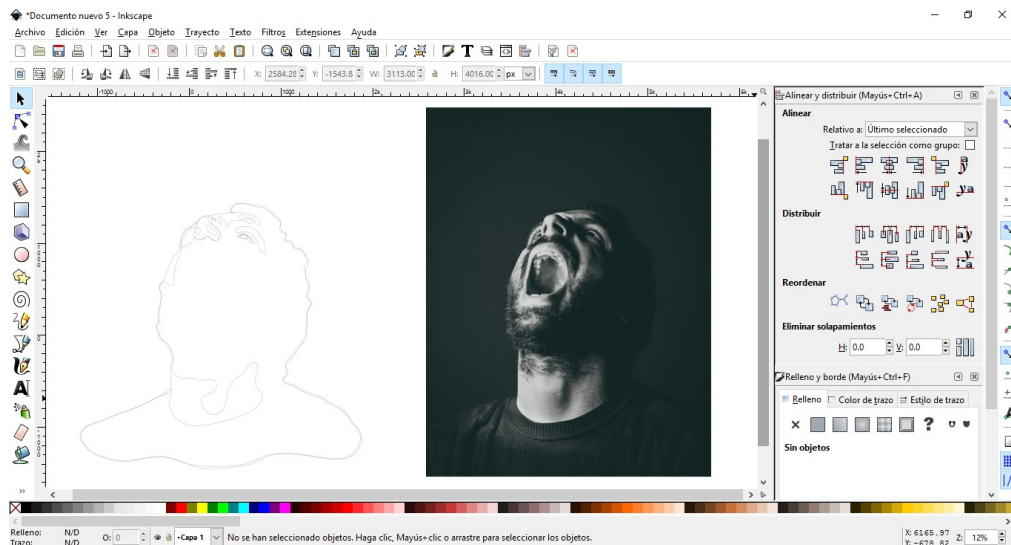 *Documento nuevo 5 - Inkscape
Archivo Edición Ver Capa Objeto Trayecto Texto Filtros Extensiones Ayuda
X: 2584.28 Y: -1543.8 W: 3113.00 H: 4016.00 px
Alinear y distribuir (Mayús+Ctrl+A)
Alinear
Relativo a: Último seleccionado
Tratar a la selección como grupo:
Distribuir
Reordenar
Eliminar solapamientos
H: 0.0 V: 0.0
Relleno y borde (Mayús+Ctrl+F)
Relleno Color de trazo Estilo de trazo
Sin objetos
Relleno: N/D
Trazo: N/D
O: 0 Capa 1 No se han seleccionado objetos. Haga clic, Mayús+clic o arrastre para seleccionar los objetos.
X: 6165.97
Y: -678.82
Z: 12%